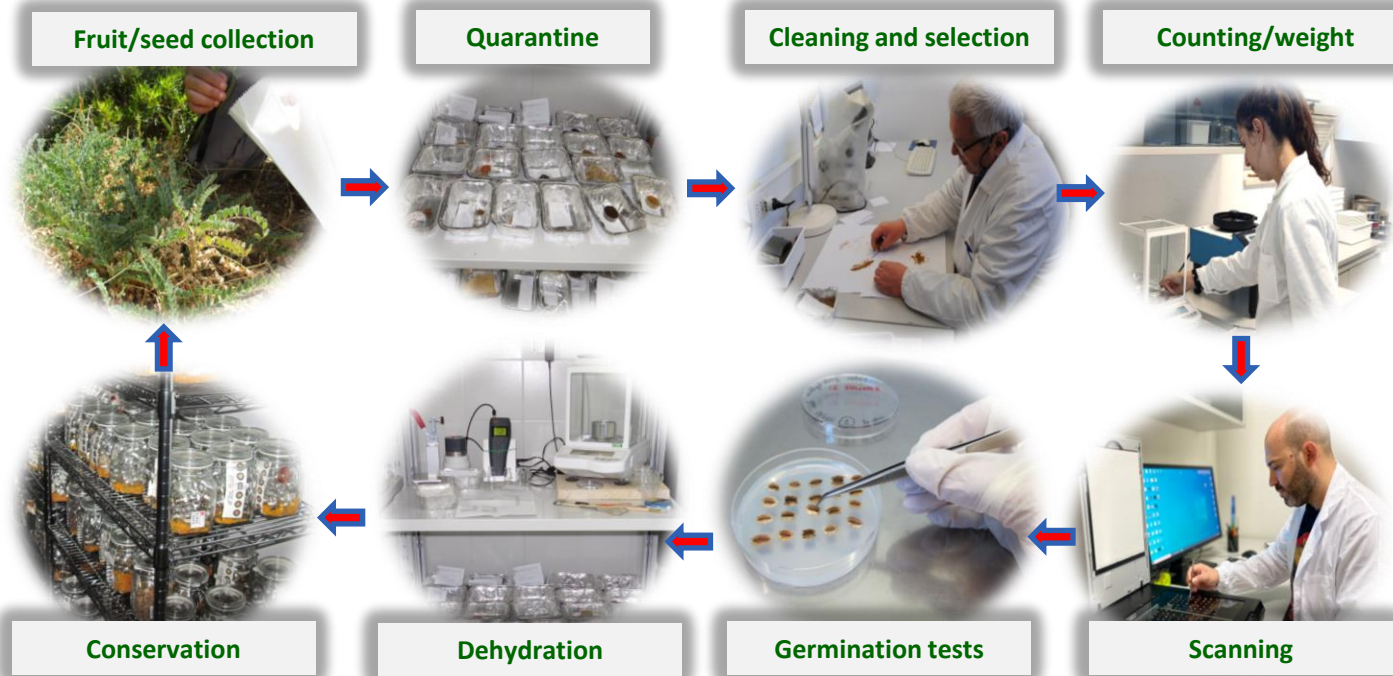 Fruit/seed collection
Quarantine
Cleaning and selection
Counting/weight
Conservation
Dehydration
Germination tests
Scanning